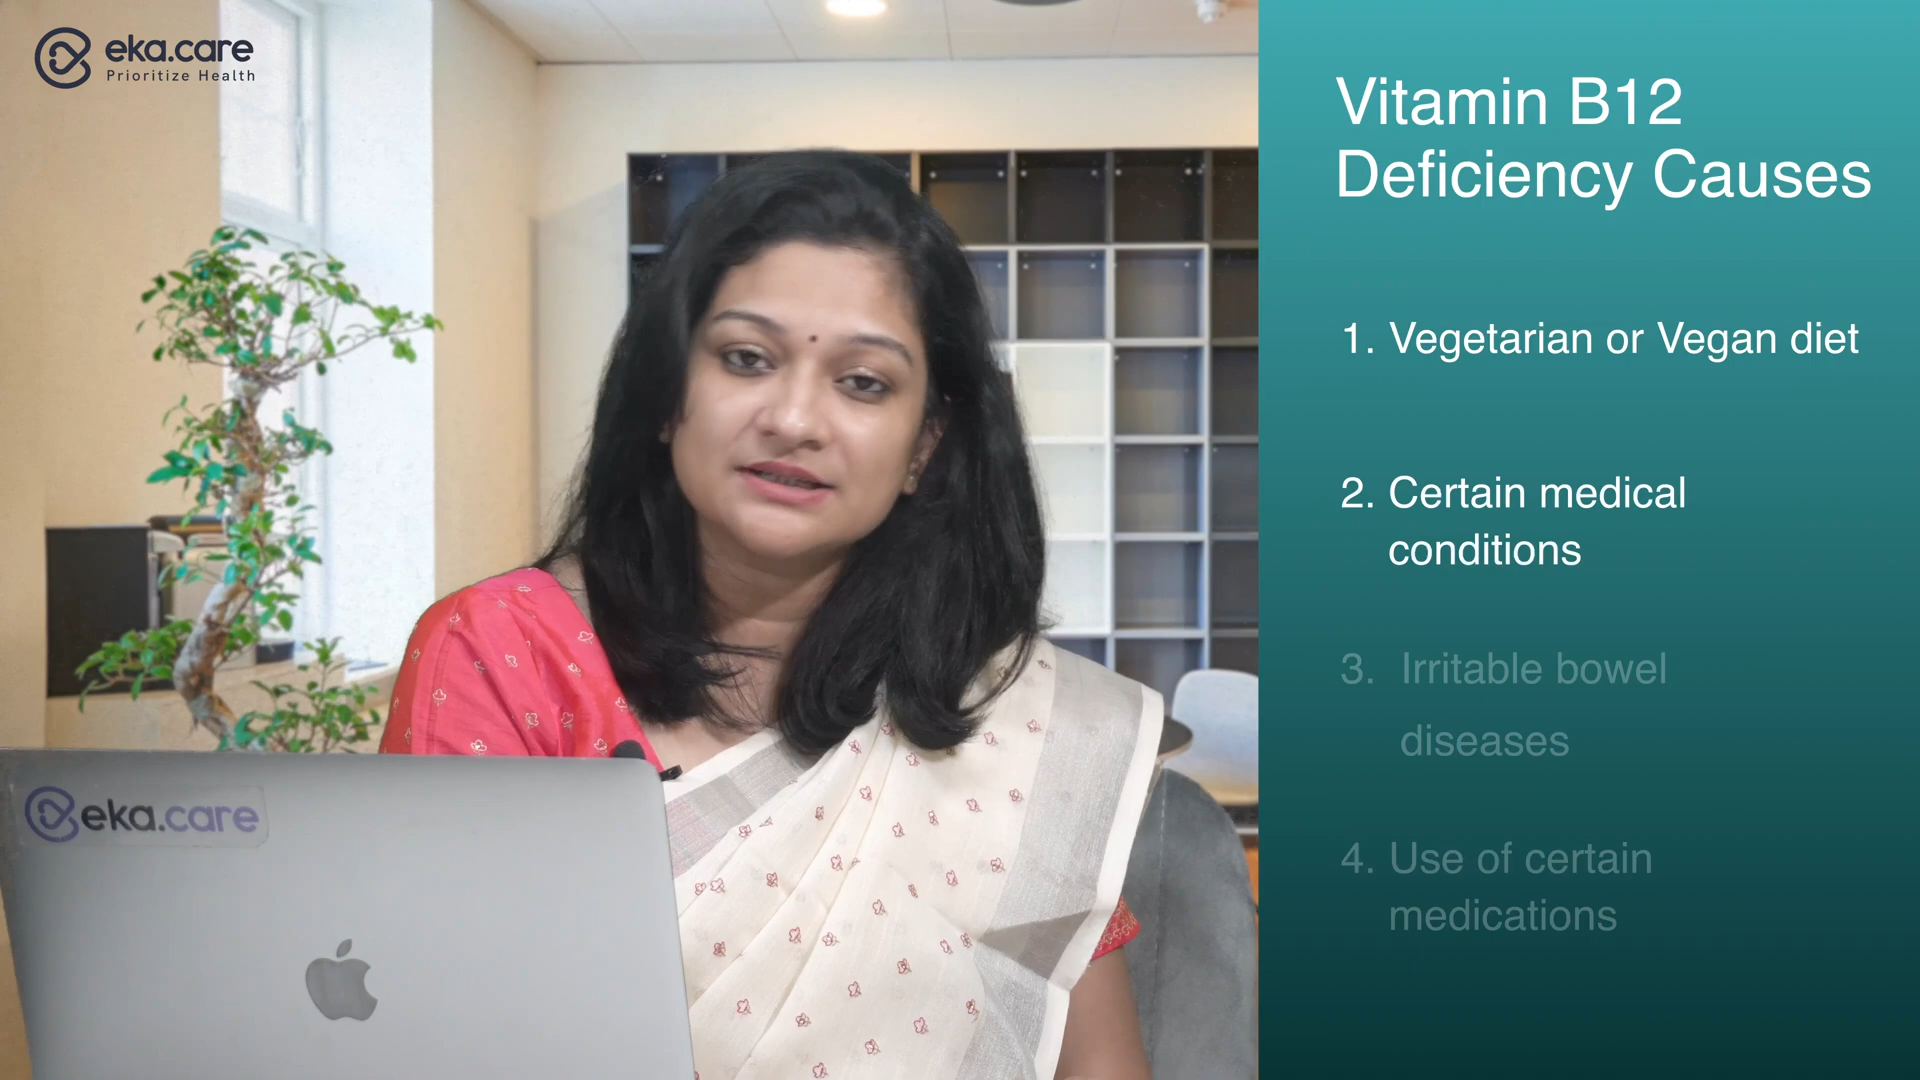 eka.care
Prioritize Health
Vitamin B12
Deficiency Causes
1. Vegetarian or Vegan diet
2. Certain medical
conditions
3. Irritable bowel
diseases
4. Use of certain
medications
eka.care